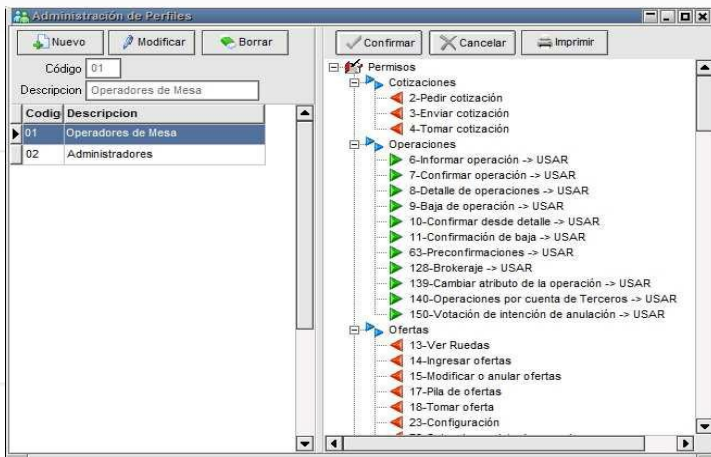 Administración de Perfiles
Nuevo Modificar Borrar
Código 01
Descripcion Operadores de Mesa
Codig Descripcion
01 Operadores de Mesa
02 Administradores
Confirmar Cancelar Imprimir
Permisos
Cotizaciones
2-Pedir cotización
3-Enviar cotización
4-Tomar cotización
Operaciones
6-Informar operación -> USAR
7-Confirmar operación -> USAR
8-Detalle de operaciones -> USAR
9-Baja de operación -> USAR
10-Confirmar desde detalle -> USAR
11-Confirmación de baja -> USAR
63-Preconfirmaciones -> USAR
128-Brokeraje -> USAR
139-Cambiar atributo de la operación -> USAR
140-Operaciones por cuenta de Terceros -> USAR
150-Votación de intención de anulación -> USAR
Ofertas
13-Ver Ruedas
14-Ingresar ofertas
15-Modificar o anular ofertas
17-Pila de ofertas
18-Tomar oferta
23-Configuración